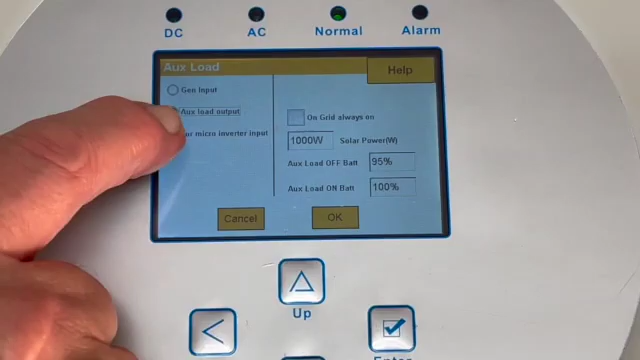 DC
AC
Normal
Alarm
Aux Load
Help
Gen Input
Aux load output
micro inverter input
On Grid always on
1000W
Solar Power(W)
Aux Load OFF Batt
95%
Aux Load ON Batt
100%
Cancel
OK
Up
Enter